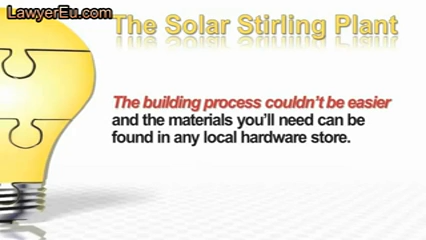 LawyerEu.com
The Solar Stirling Plant
The building process couldn't be easier
and the materials you'll need can be
found in any local hardware store.